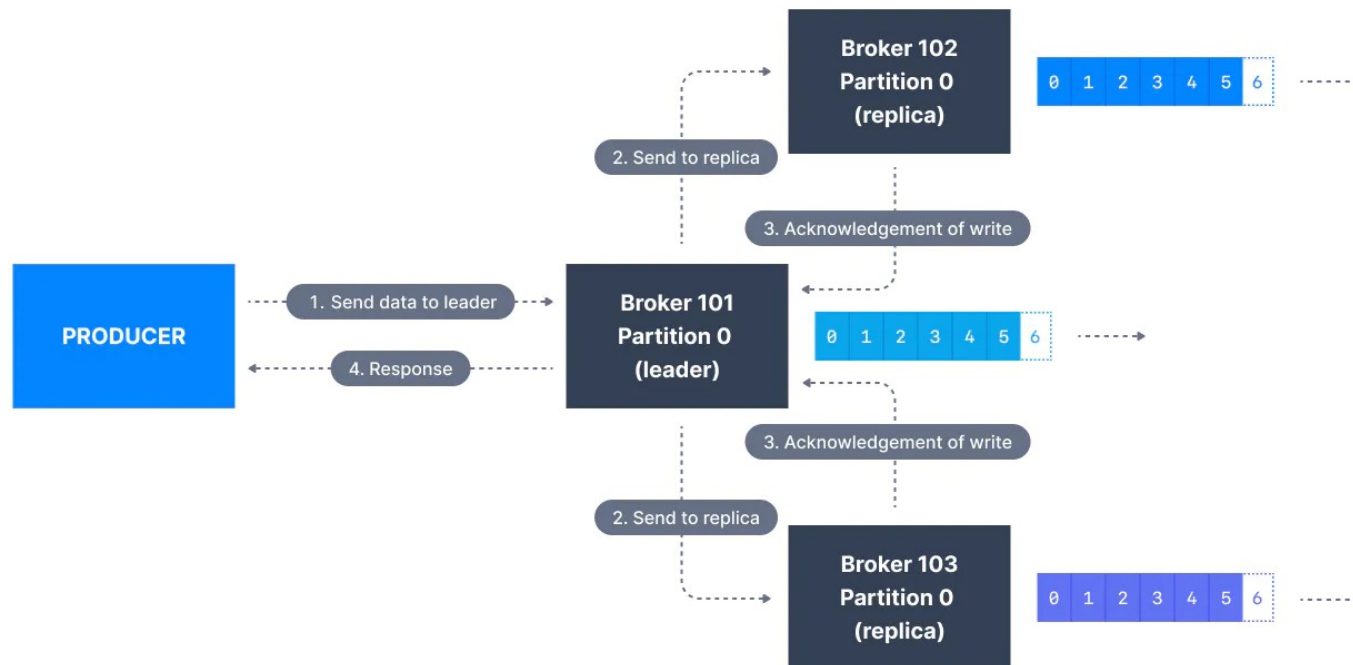 Broker 102
Partition 0
(replica)
0 1 2 3 4 5 6
2. Send to replica
3. Acknowledgement of write
PRODUCER
1. Send data to leader
4. Response
Broker 101
Partition 0
(leader)
0 1 2 3 4 5 6
3. Acknowledgement of write
2. Send to replica
Broker 103
Partition 0
(replica)
0 1 2 3 4 5 6